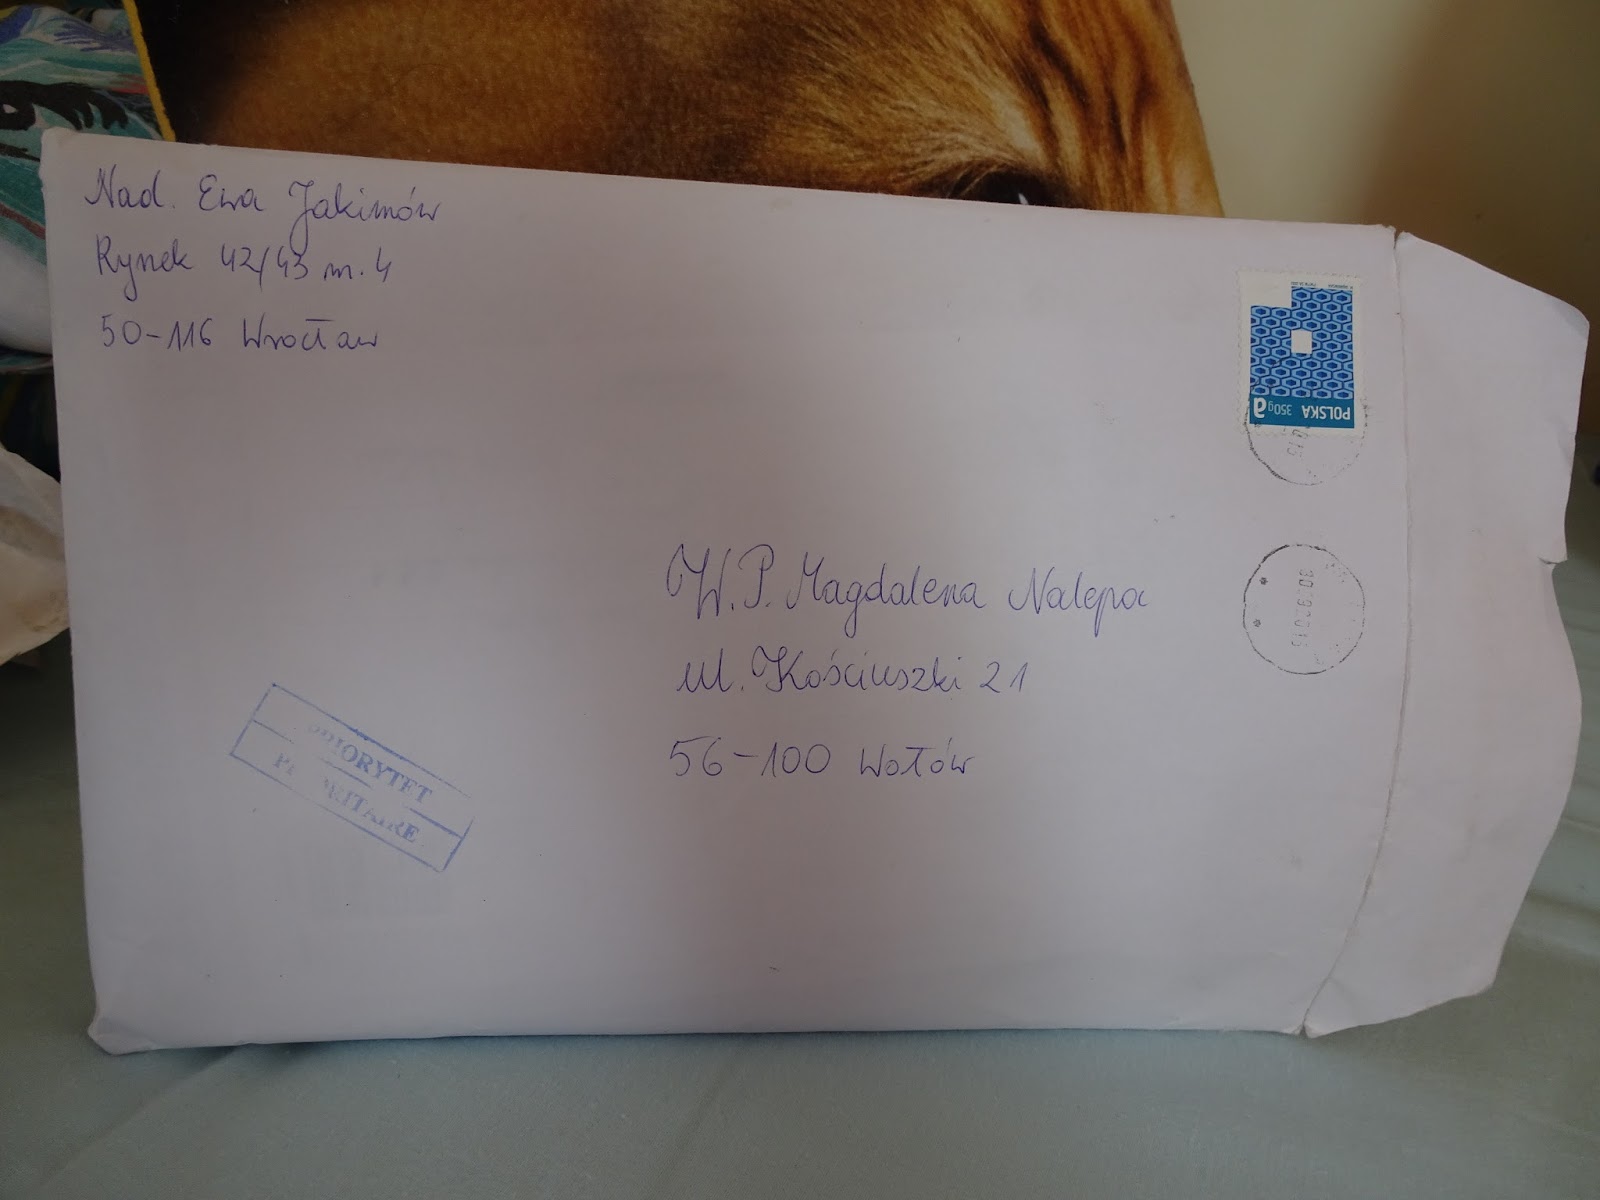 Nad. Ewa Jakimów
Rynek 42/43 m. 4
50-116 Wrocław
POLSKA 350g a
W.P. Magdalena Nalepa
ul. Kościuszki 21
56-100 Wołów
PRIORYTET